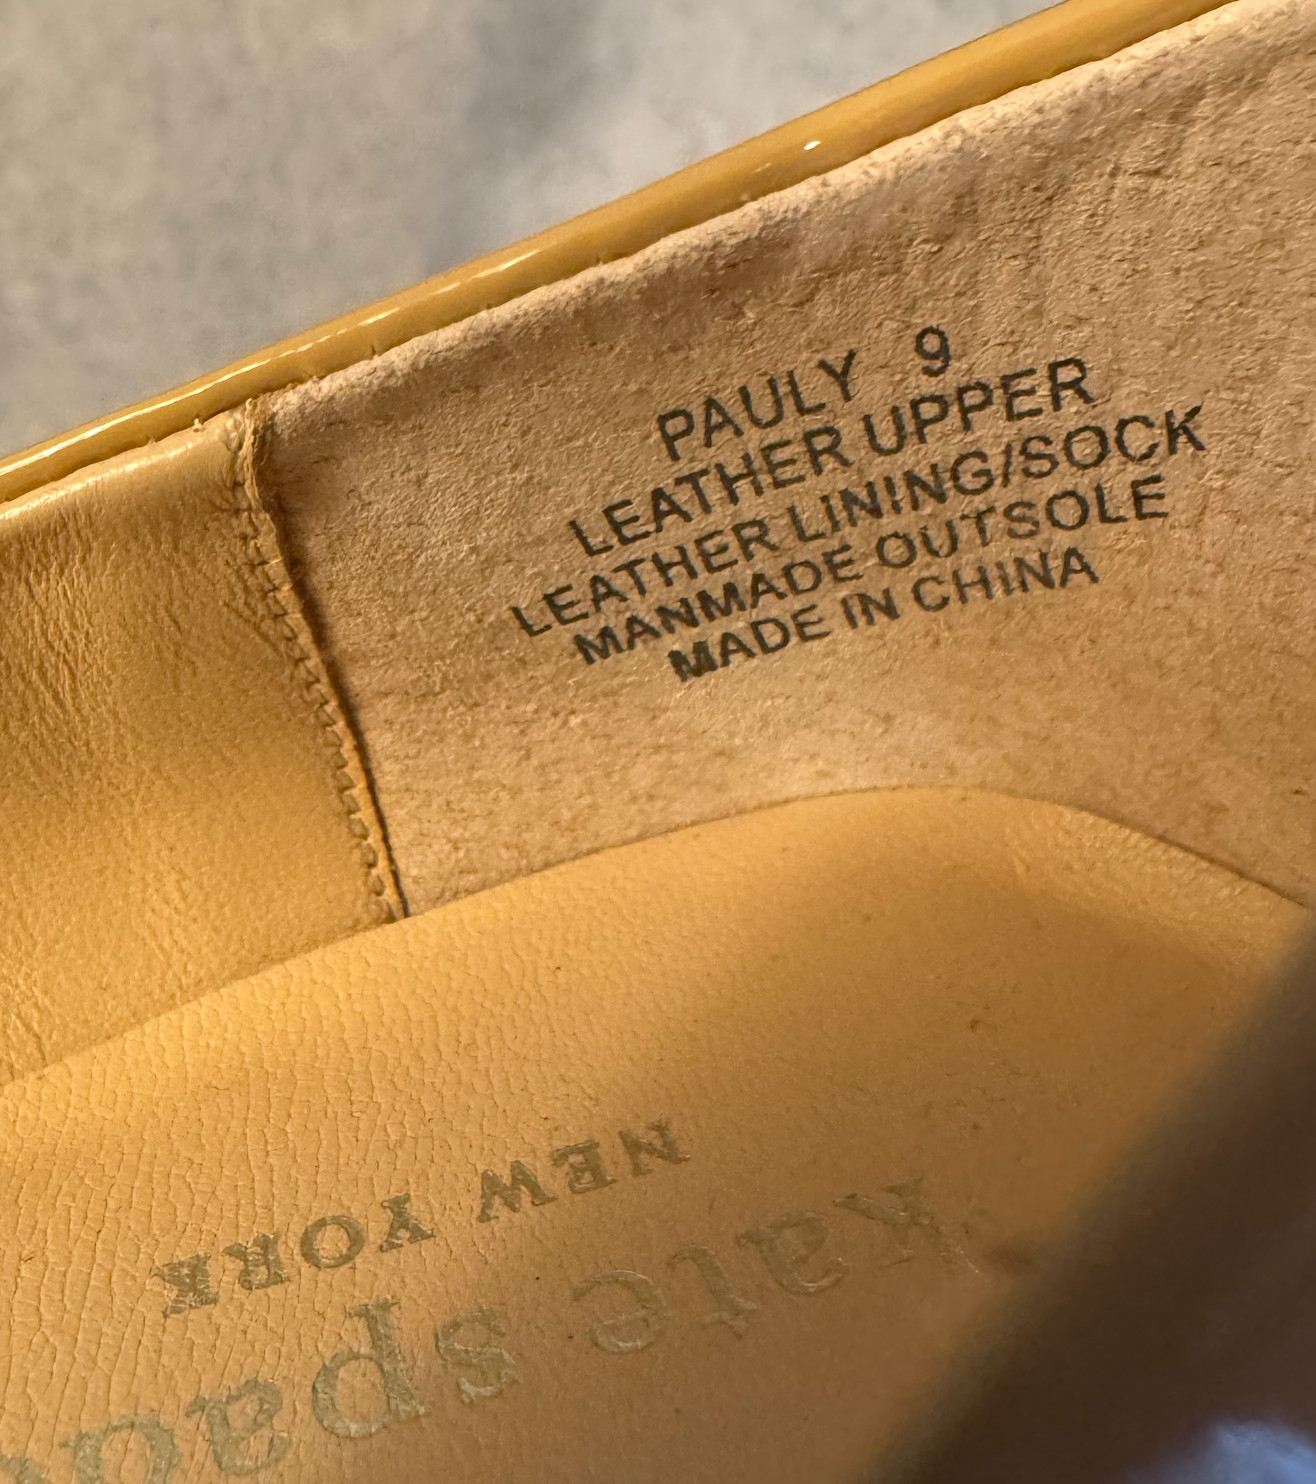 PAULY 9
LEATHER UPPER
LEATHER LINING/SOCK
MANMADE OUTSOLE
MADE IN CHINA
kate spade
NEW YORK